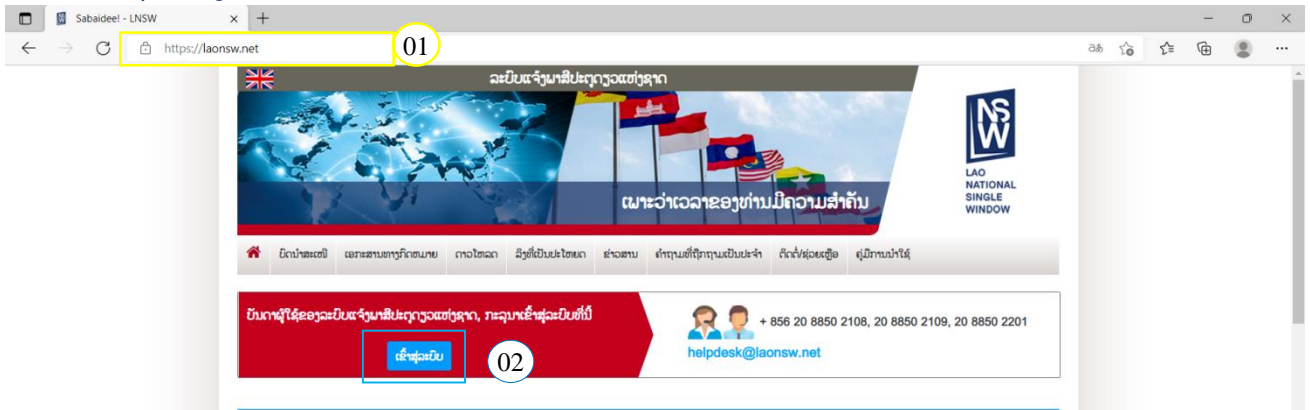 Sabaidee! - LNSW
https://laonsw.net
01
ລະບົບແຈ້ງພາສີປະຕູດຽວແຫ່ງຊາດ
NSW
LAO
NATIONAL
SINGLE
WINDOW
ເພາະວ່າເວລາຂອງທ່ານມີຄວາມສຳຄັນ
ບົດນຳສະເໜີ ເອກະສານທາງກົດໝາຍ ດາວໂຫລດ ລິງທີ່ເປັນປະໂຫຍດ ຂ່າວສານ ຄຳຖາມທີ່ຖືກຖາມເປັນປະຈຳ ຕິດຕໍ່/ຊ່ວຍເຫຼືອ ຄູ່ມືການນຳໃຊ້
ບັນດາຜູ້ໃຊ້ຂອງລະບົບແຈ້ງພາສີປະຕູດຽວແຫ່ງຊາດ, ກະລຸນາເຂົ້າສູ່ລະບົບທີ່ນີ້
+ 856 20 8850 2108, 20 8850 2109, 20 8850 2201
ເຂົ້າສູ່ລະບົບ
02
helpdesk@laonsw.net